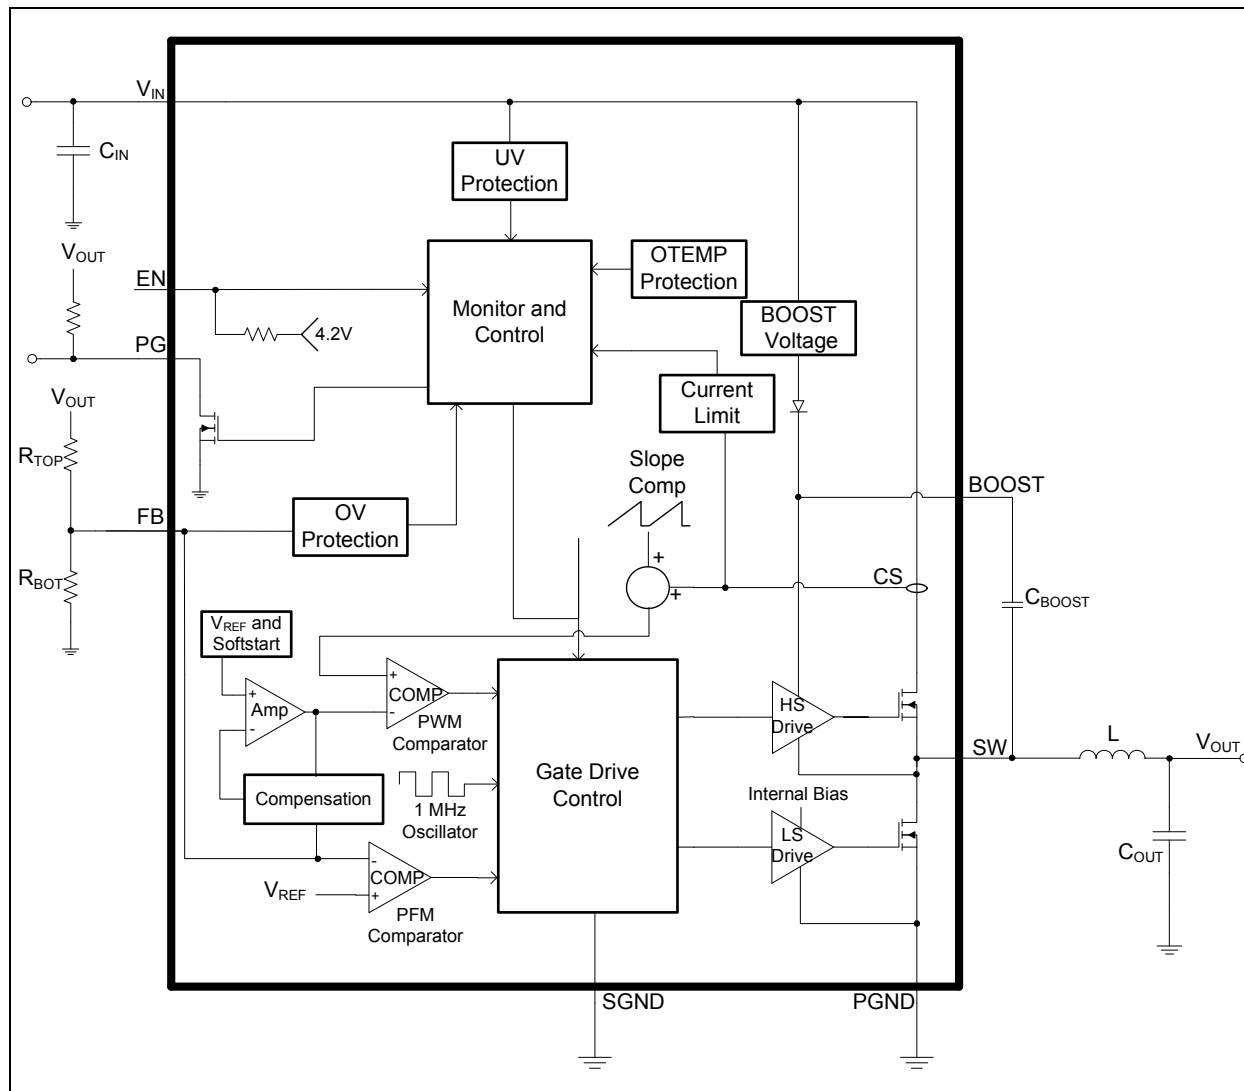 VIN
CIN
UV
Protection
VOUT
EN
OTEMP
Protection
Monitor and
Control
4.2V
BOOST
Voltage
PG
VOUT
Current
Limit
RTOP
Slope
Comp
BOOST
FB
OV
Protection
+
RBOT
+
CS
CBOOST
VREF and
Softstart
+
Amp
-
+
COMP
-
PWM
Comparator
HS
Drive
SW
L
VOUT
Gate Drive
Control
Compensation
1 MHz
Oscillator
Internal Bias
LS
Drive
COUT
-
COMP
+
VREF
PFM
Comparator
SGND
PGND